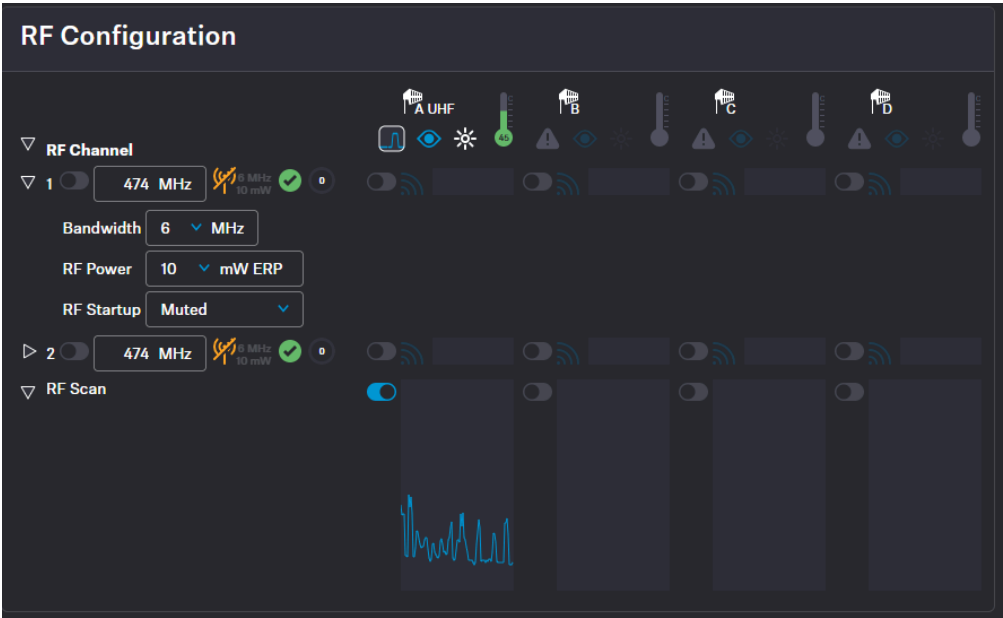 RF Configuration
A UHF B C D
45
RF Channel
1 474 MHz 6 MHz 10 mW 0
Bandwidth 6 MHz
RF Power 10 mW ERP
RF Startup Muted
2 474 MHz 6 MHz 10 mW 0
RF Scan